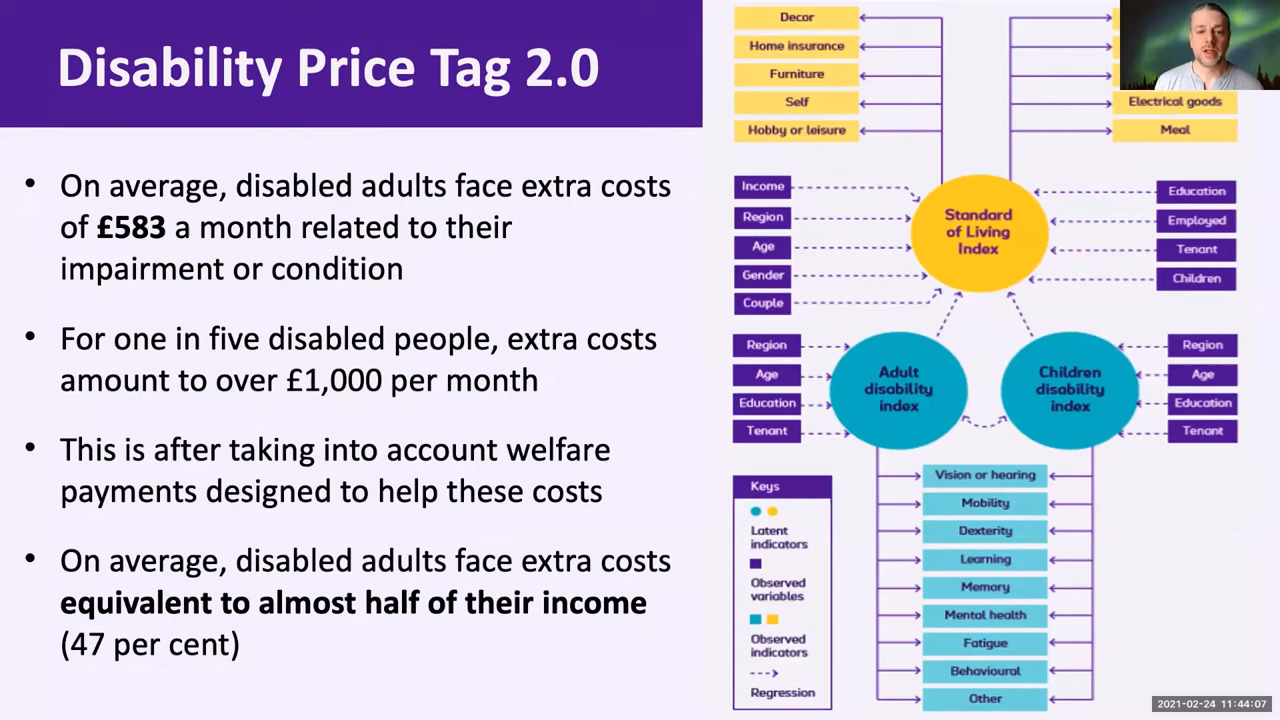 Disability Price Tag 2.0
• On average, disabled adults face extra costs
of £583 a month related to their
impairment or condition
• For one in five disabled people, extra costs
amount to over £1,000 per month
• This is after taking into account welfare
payments designed to help these costs
• On average, disabled adults face extra costs
equivalent to almost half of their income
(47 per cent)
Decor
Home insurance
Furniture
Self
Hobby or leisure
Electrical goods
Meal
Income
Region
Age
Gender
Couple
Standard
of Living
Index
Education
Employed
Tenant
Children
Region
Age
Education
Tenant
Adult
disability
index
Children
disability
index
Region
Age
Education
Tenant
Vision or hearing
Mobility
Dexterity
Learning
Memory
Mental health
Fatigue
Behavioural
Other
Keys
Latent
indicators
Observed
variables
Observed
indicators
Regression
2021-02-24 11:44:07